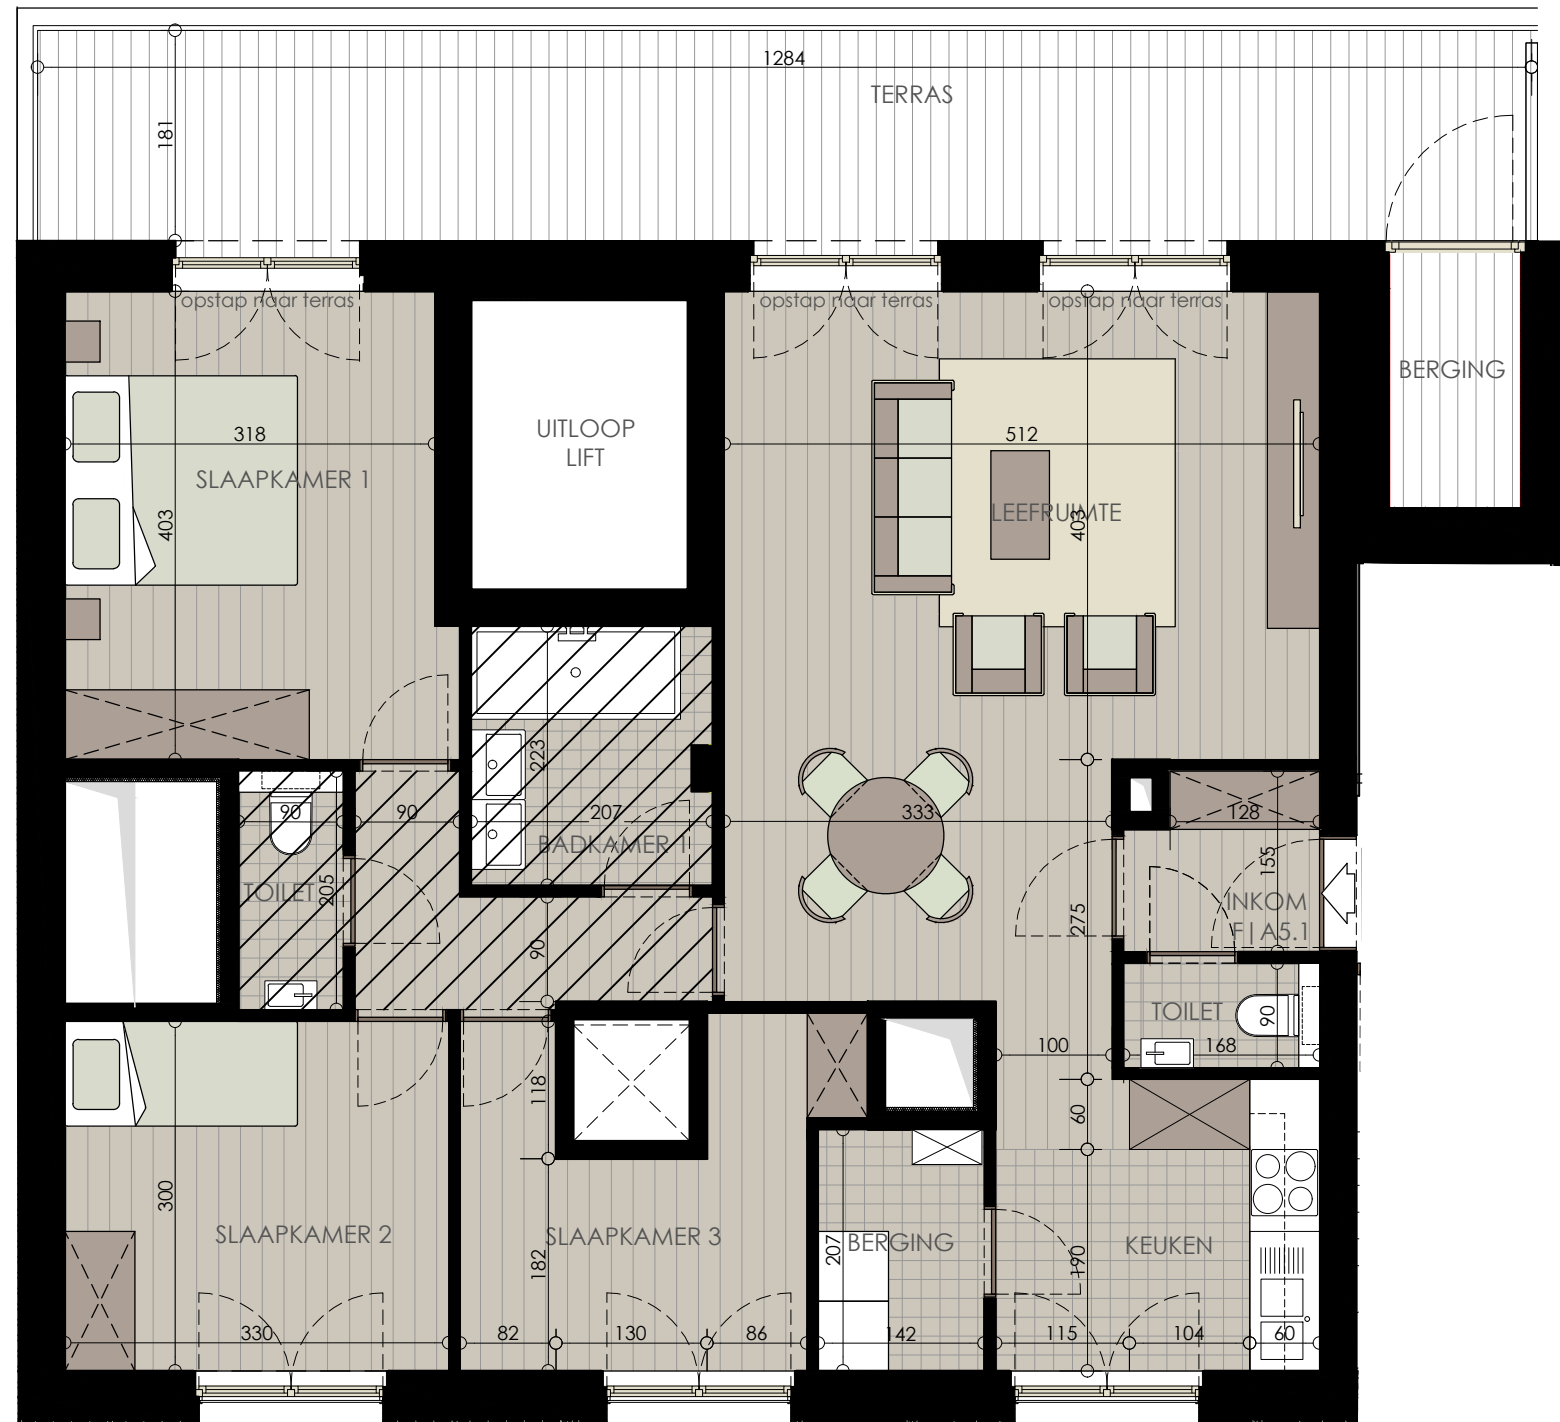 1284
TERRAS
181
opstap naar terras
opstap naar terras
opstap naar terras
BERGING
UITLOOP
LIFT
318
SLAAPKAMER 1
403
512
LEEFRUIMTE
403
223
90
90
207
BADKAMER 1
333
128
155
TOILET
205
INKOM
F|A5.1
275
90
TOILET
90
168
100
118
60
300
SLAAPKAMER 2
SLAAPKAMER 3
182
207
BERGING
KEUKEN
190
330
82
130
86
142
115
104
60